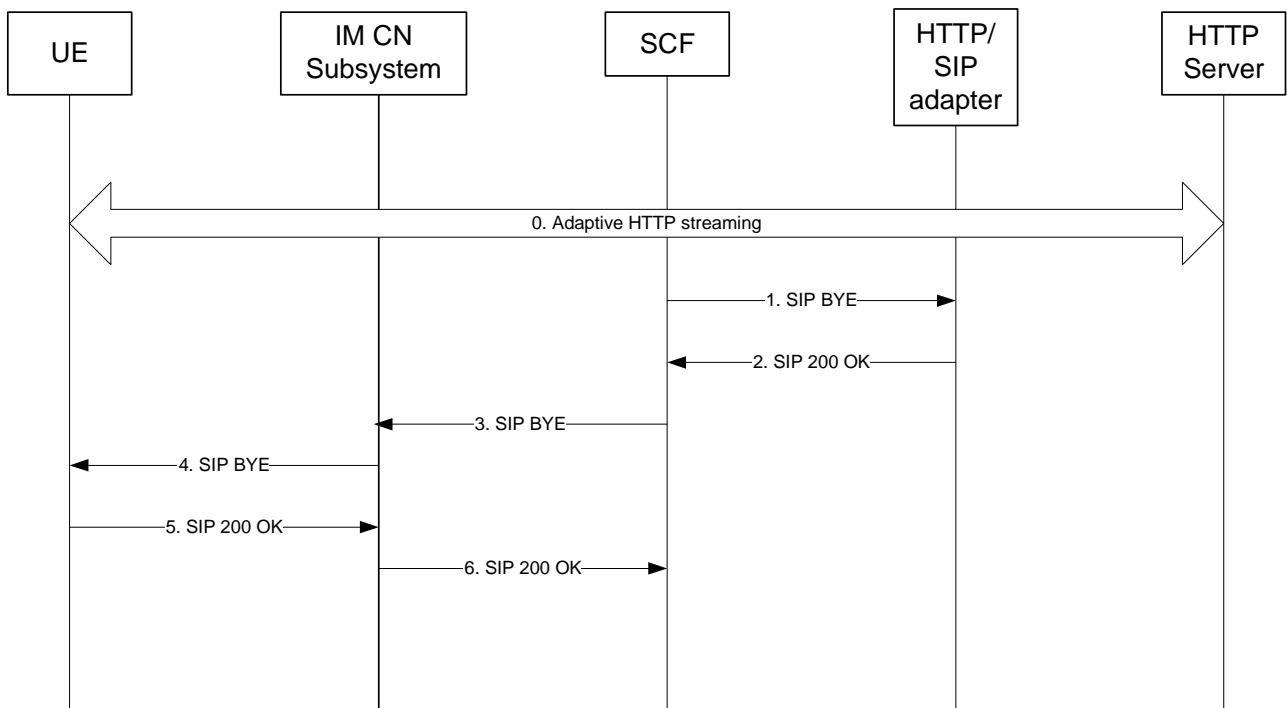 UE
IM CN
Subsystem
SCF
HTTP/
SIP
adapter
HTTP
Server
0. Adaptive HTTP streaming
1. SIP BYE
2. SIP 200 OK
3. SIP BYE
4. SIP BYE
5. SIP 200 OK
6. SIP 200 OK